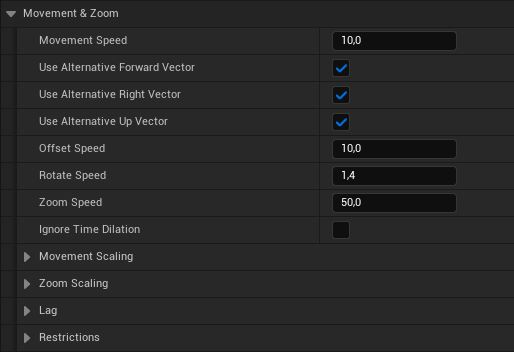 Movement & Zoom
Movement Speed 10,0
Use Alternative Forward Vector
Use Alternative Right Vector
Use Alternative Up Vector
Offset Speed 10,0
Rotate Speed 1,4
Zoom Speed 50,0
Ignore Time Dilation
Movement Scaling
Zoom Scaling
Lag
Restrictions